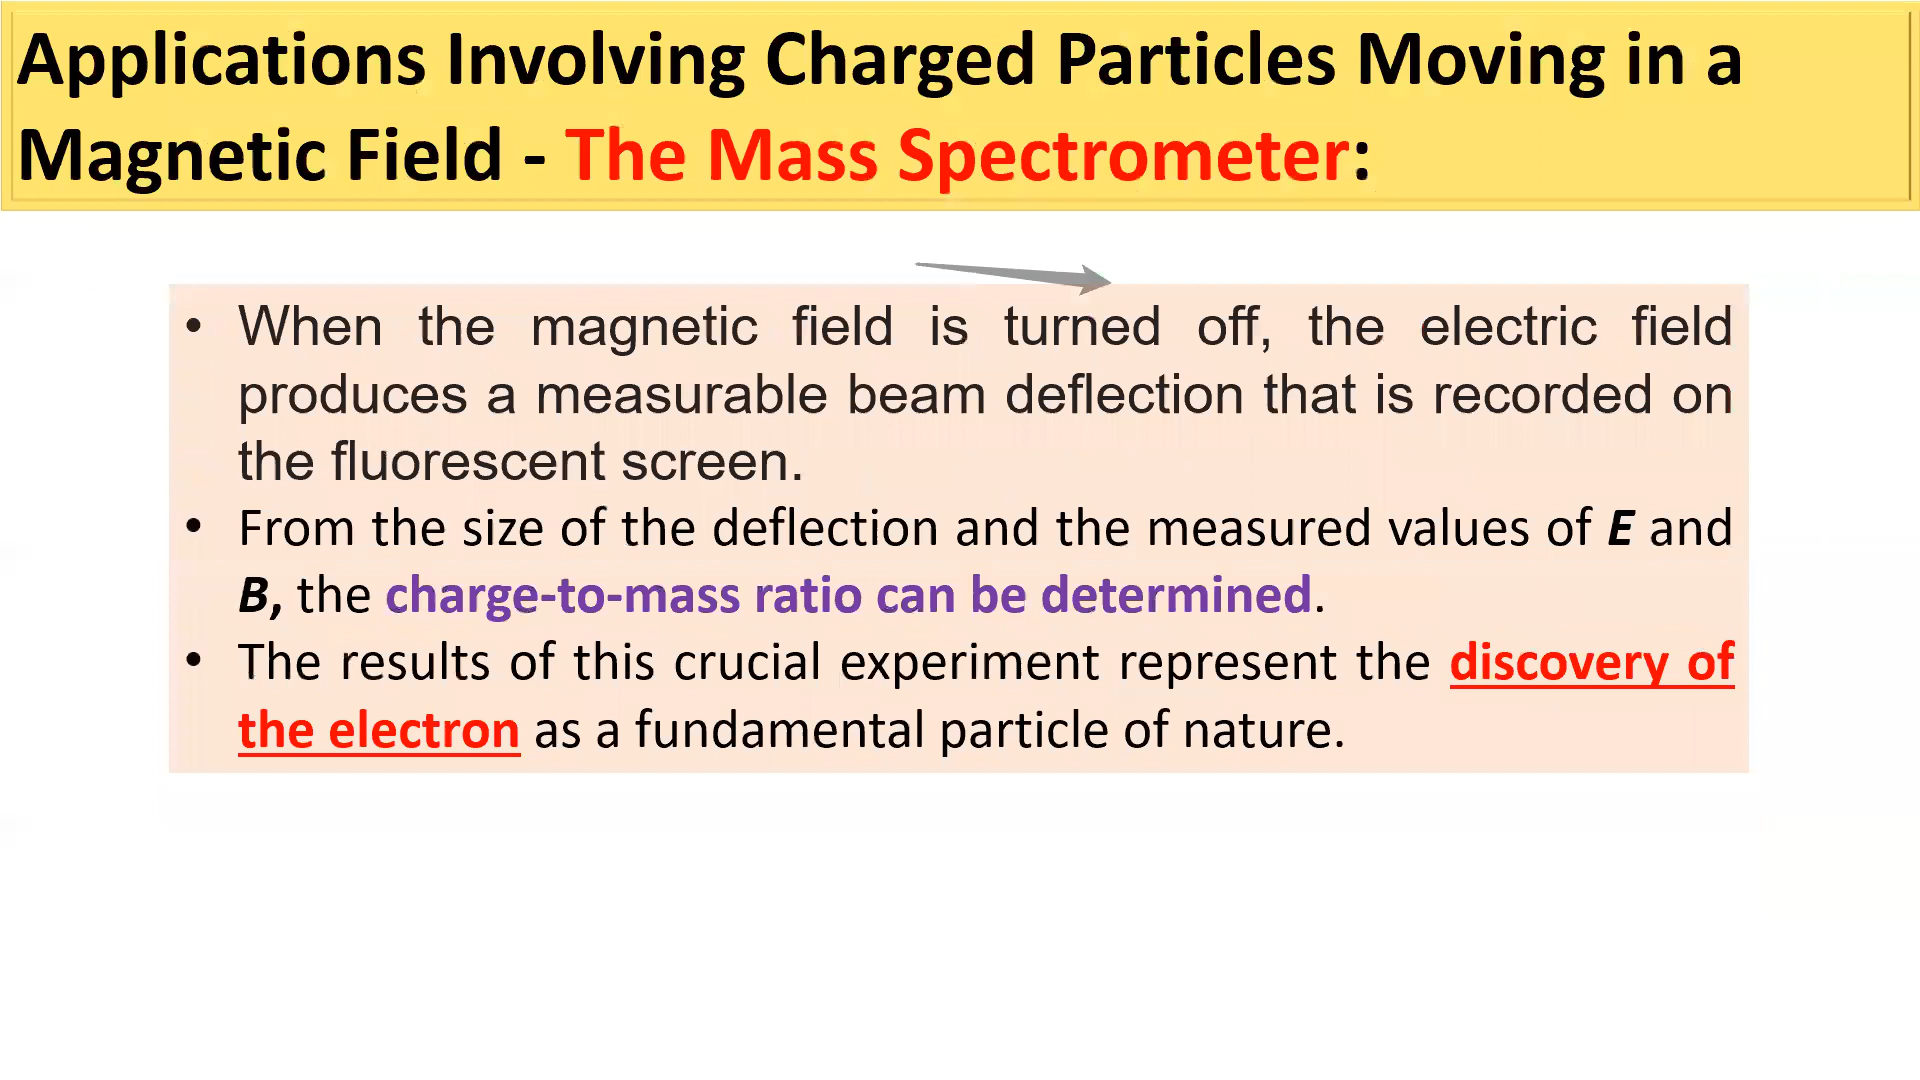 Applications Involving Charged Particles Moving in a
Magnetic Field - The Mass Spectrometer:
• When the magnetic field is turned off, the electric field
produces a measurable beam deflection that is recorded on
the fluorescent screen.
• From the size of the deflection and the measured values of E and
B, the charge-to-mass ratio can be determined.
• The results of this crucial experiment represent the discovery of
the electron as a fundamental particle of nature.